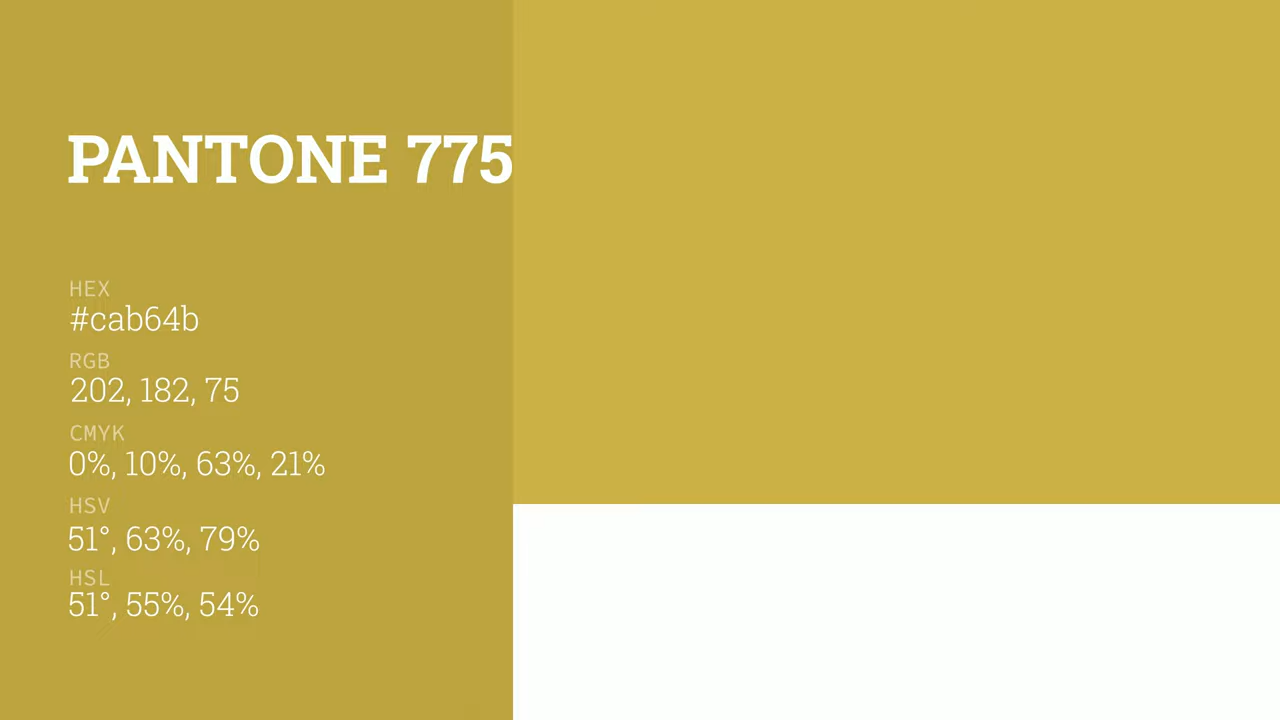 PANTONE 775
HEX
#cab64b
RGB
202, 182, 75
CMYK
0%, 10%, 63%, 21%
HSV
51°, 63%, 79%
HSL
51°, 55%, 54%